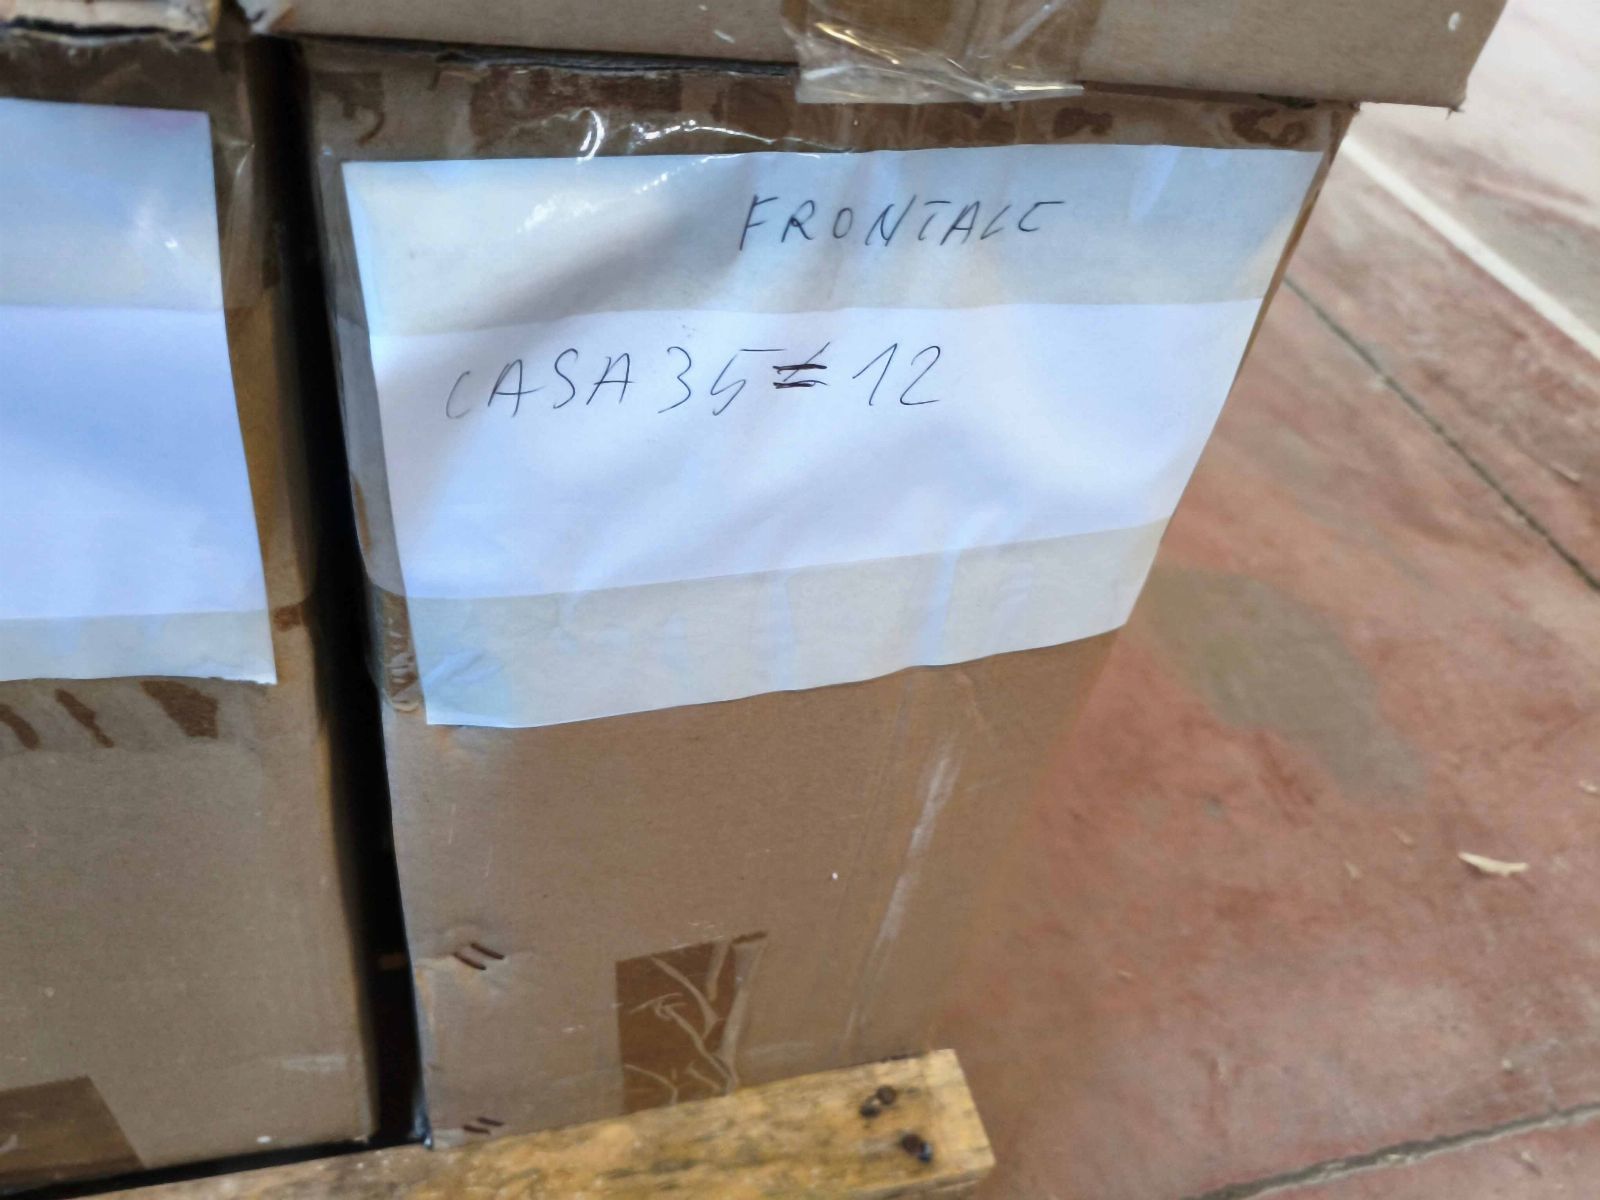 FRONTALE
CASA 35 = 12